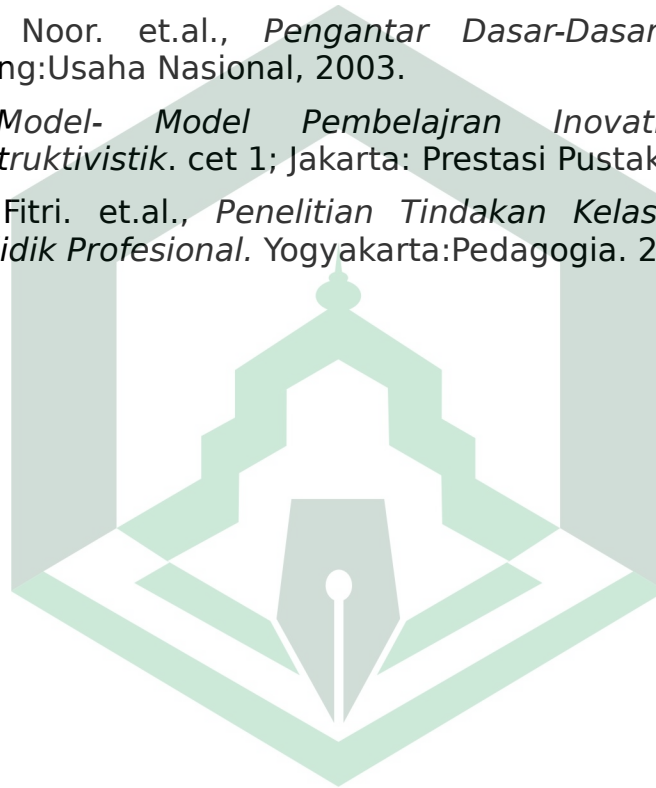 Noor. et.al., Pengantar Dasar-Dasar
ng:Usaha Nasional, 2003.
Model- Model Pembelajran Inovat
truktivistik. cet 1; Jakarta: Prestasi Pustak
Fitri. et.al., Penelitian Tindakan Kelas
idik Profesional. Yogyakarta:Pedagogia. 2